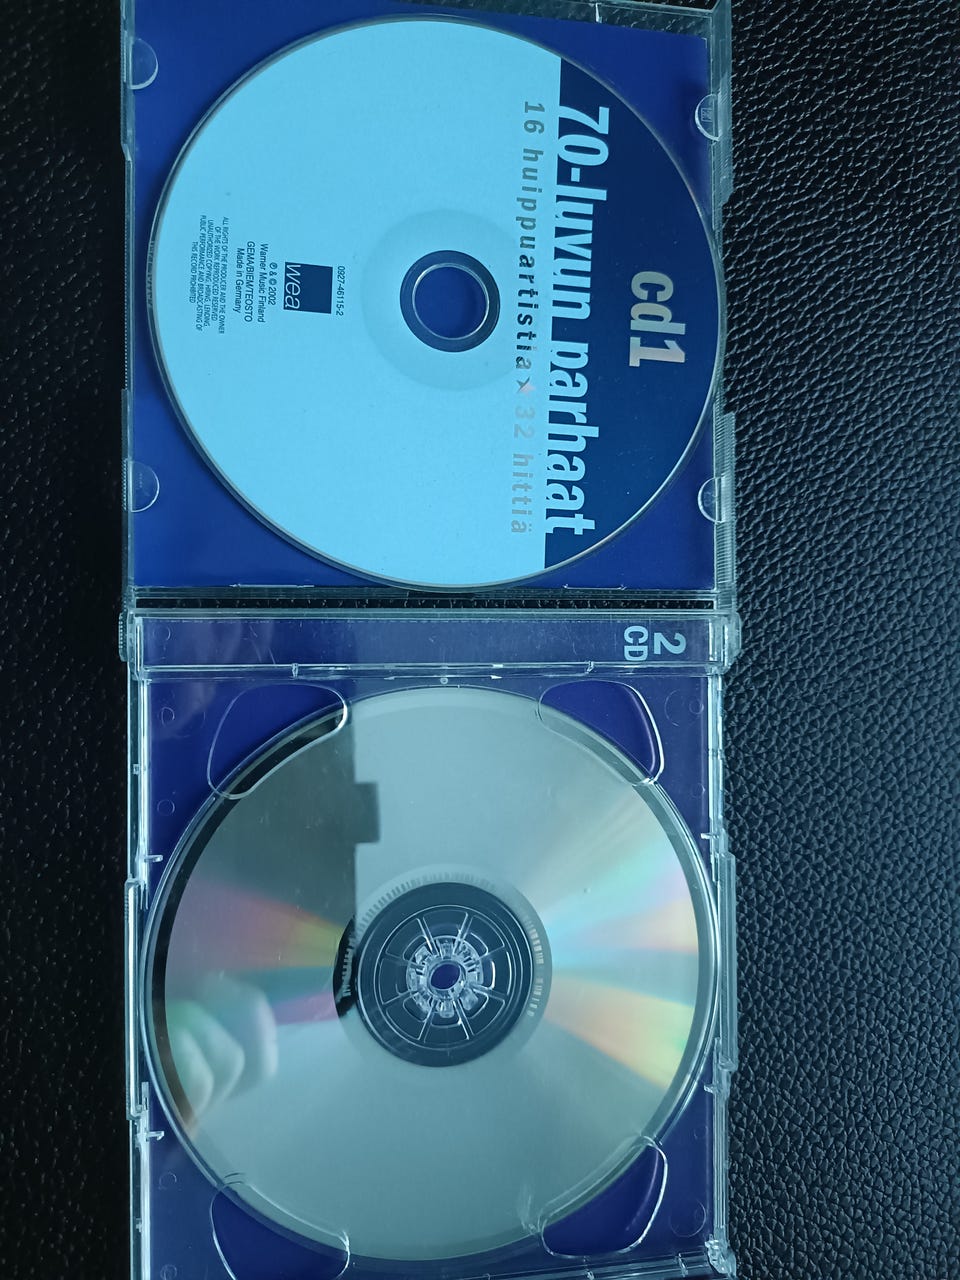 cd1
70-luvun parhaat
16 huippuartistia x 32 hittiä
0927-46115-2
wea
℗ & © 2002
Warner Music Finland
GEMA/BIEM/TEOSTO
Made in Germany
ALL RIGHTS OF THE PRODUCER AND THE OWNER
OF THE WORK REPRODUCED RESERVED
UNAUTHORIZED COPYING, HIRING, LENDING,
PUBLIC PERFORMANCE AND BROADCASTING OF
THIS RECORD PROHIBITED
2
CD